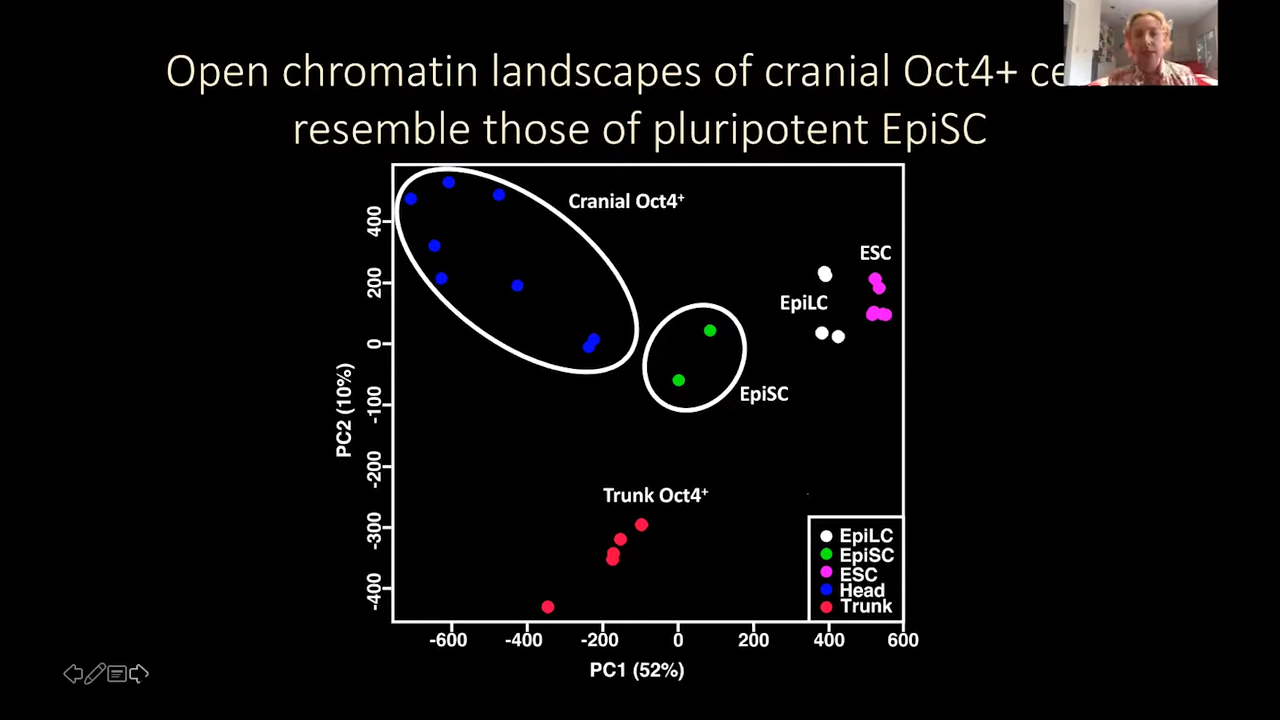 Open chromatin landscapes of cranial Oct4+
resemble those of pluripotent EpiSC
Cranial Oct4⁺
ESC
EpiLC
EpiSC
Trunk Oct4⁺
EpiLC
EpiSC
ESC
Head
Trunk
PC2 (10%)
400
200
0
-100
-200
-300
-400
-600
-400
-200
0
200
400
600
PC1 (52%)